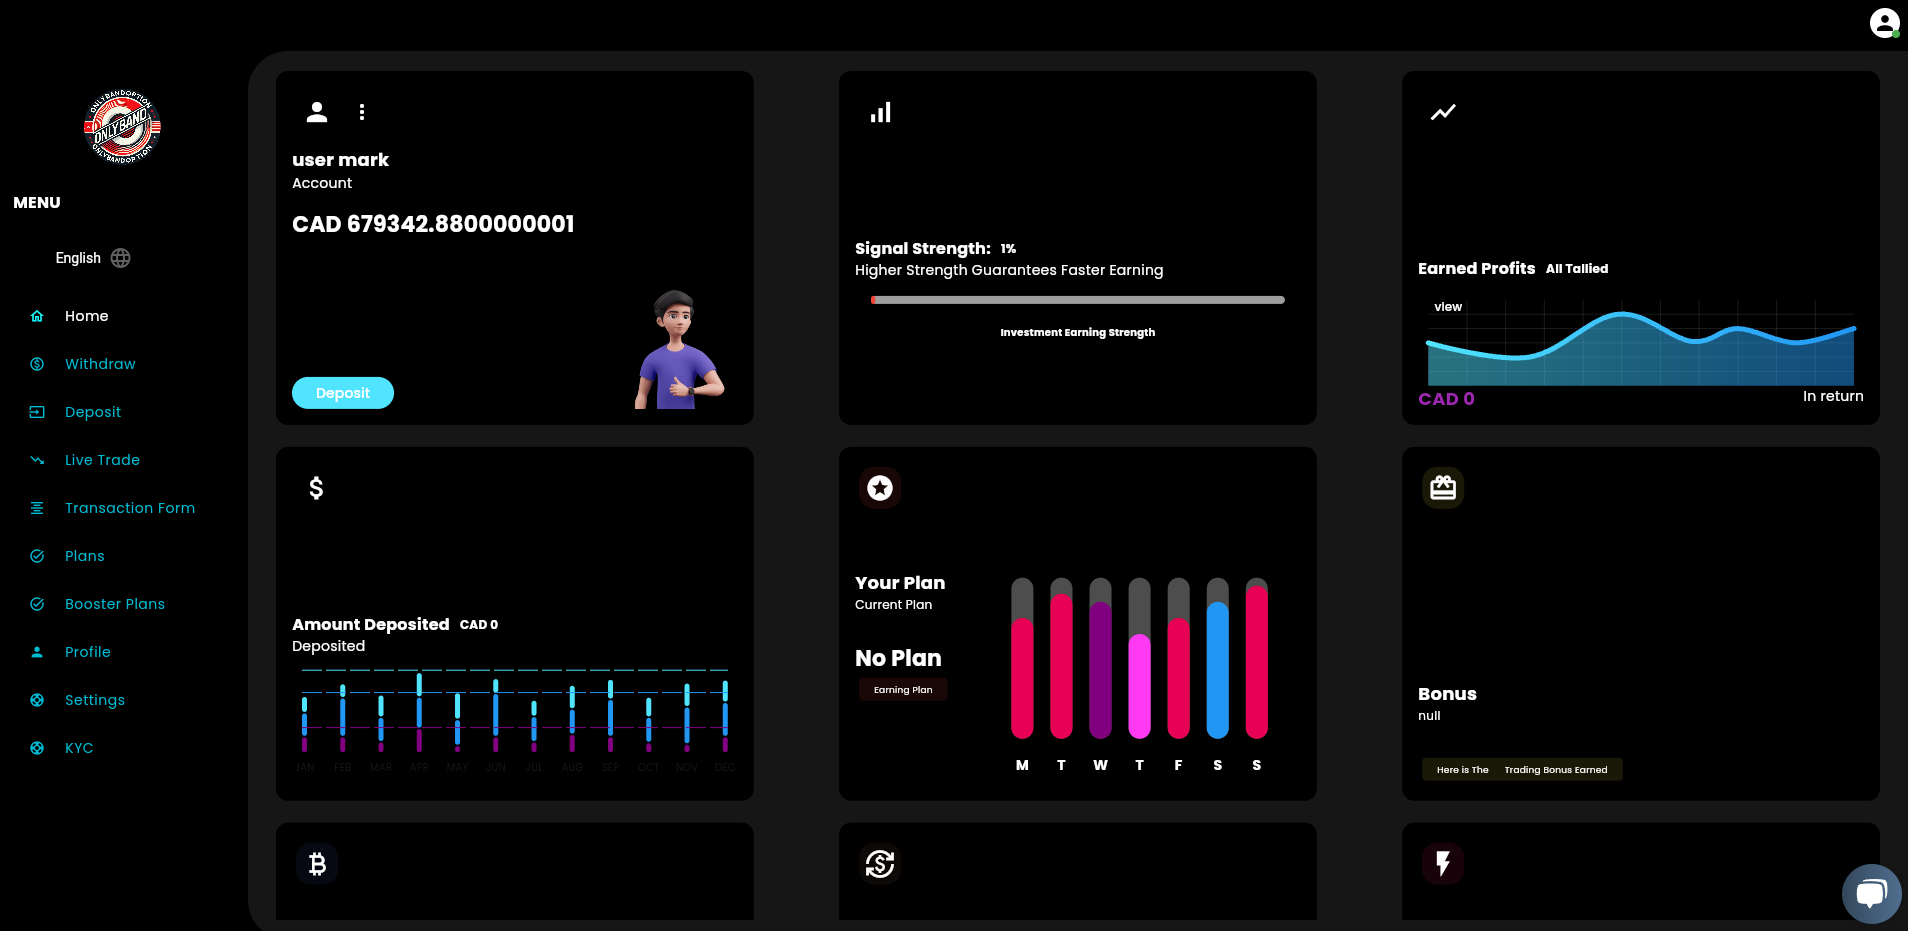 ONLYBANDOPTION
ONLYBAND
ONLYBANDOPTION
MENU
English
Home
Withdraw
Deposit
Live Trade
Transaction Form
Plans
Booster Plans
Profile
Settings
KYC
user mark
Account
CAD 679342.8800000001
Deposit
Signal Strength: 1%
Higher Strength Guarantees Faster Earning
Investment Earning Strength
Earned Profits All Tallied
view
CAD 0
In return
Amount Deposited CAD 0
Deposited
JAN FEB MAR APR MAY JUN JUL AUG SEP OCT NOV DEC
Your Plan
Current Plan
No Plan
Earning Plan
M T W T F S S
Bonus
null
Here is The Trading Bonus Earned